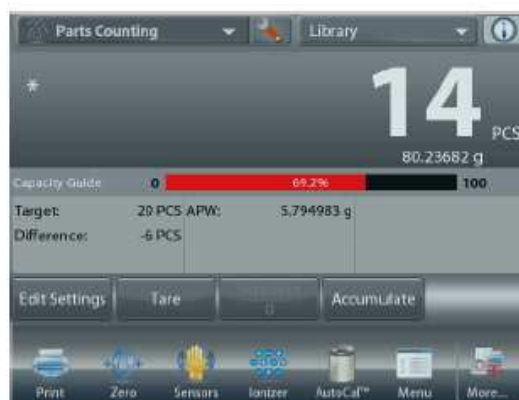 Parts Counting Library
*
14 PCS
80.23682 g
Capacity Guide 0 69.2% 100
Target: 20 PCS APW: 5.794983 g
Difference: -6 PCS
Edit Settings Tare 0 Accumulate
Print Zero Sensors Ionizer AutoCal™ Menu More...